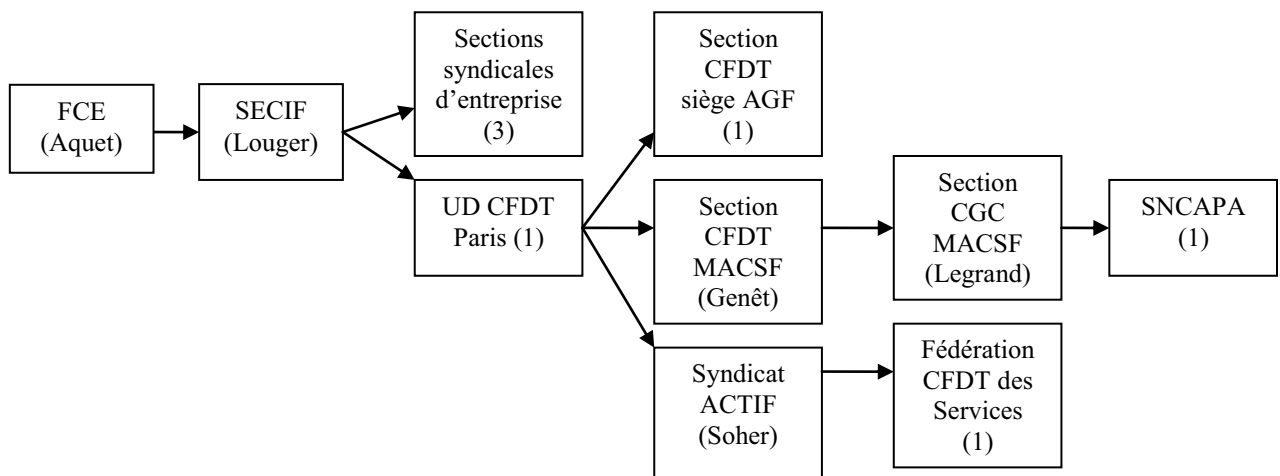 FCE
(Aquet)
SECIF
(Louger)
Sections
syndicales
d’entreprise
(3)
UD CFDT
Paris (1)
Section
CFDT
siège AGF
(1)
Section
CFDT
MACSF
(Genêt)
Syndicat
ACTIF
(Soher)
Section
CGC
MACSF
(Legrand)
Fédération
CFDT des
Services
(1)
SNCAPA
(1)